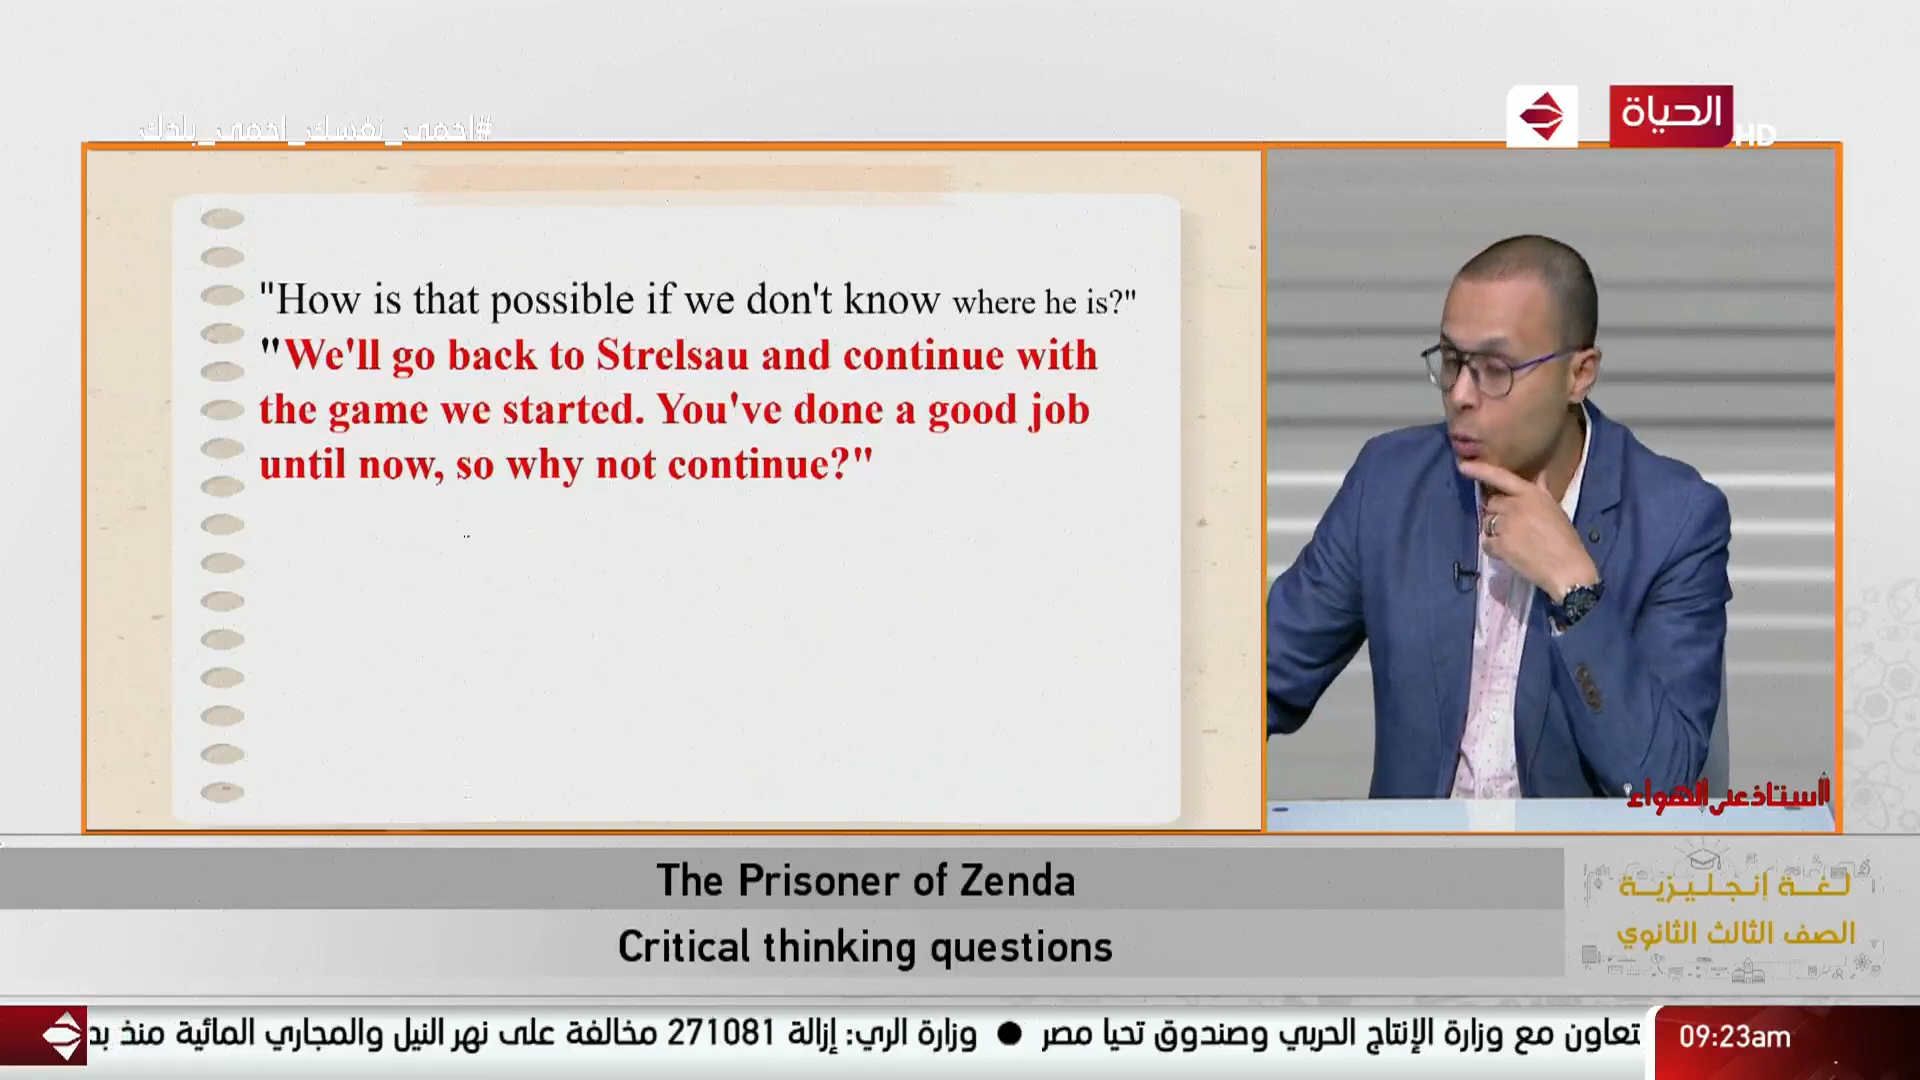 #احمي_نفسك_احمي_بلدك
الحياة
HD
"How is that possible if we don't know where he is?"
"We'll go back to Strelsau and continue with
the game we started. You've done a good job
until now, so why not continue?"
أستاذ على الهواء
The Prisoner of Zenda
Critical thinking questions
لغة إنجليزية
الصف الثالث الثانوي
تعاون مع وزارة الإنتاج الحربي وصندوق تحيا مصر ● وزارة الري: إزالة 271081 مخالفة على نهر النيل والمجاري المائية منذ
09:23am